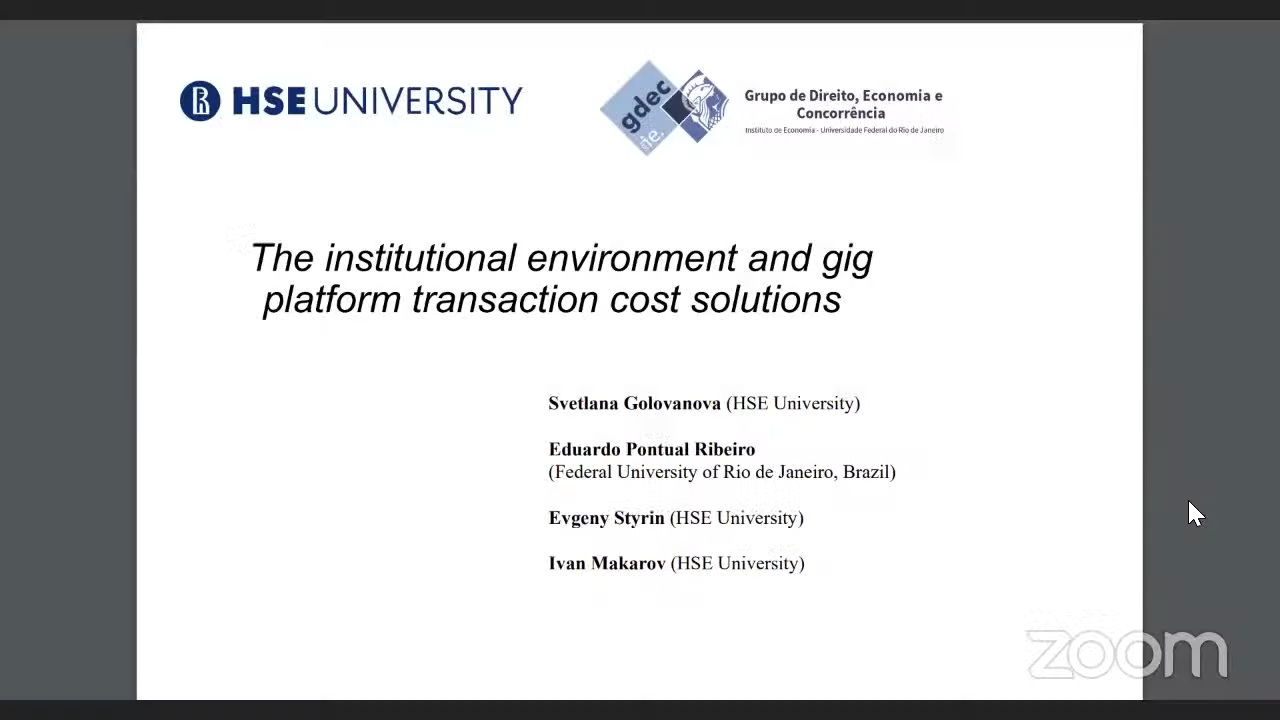 HSE UNIVERSITY
gdec
ie.
Grupo de Direito, Economia e
Concorrência
Instituto de Economia - Universidade Federal do Rio de Janeiro
The institutional environment and gig
platform transaction cost solutions
Svetlana Golovanova (HSE University)
Eduardo Pontual Ribeiro
(Federal University of Rio de Janeiro, Brazil)
Evgeny Styrin (HSE University)
Ivan Makarov (HSE University)
zoom